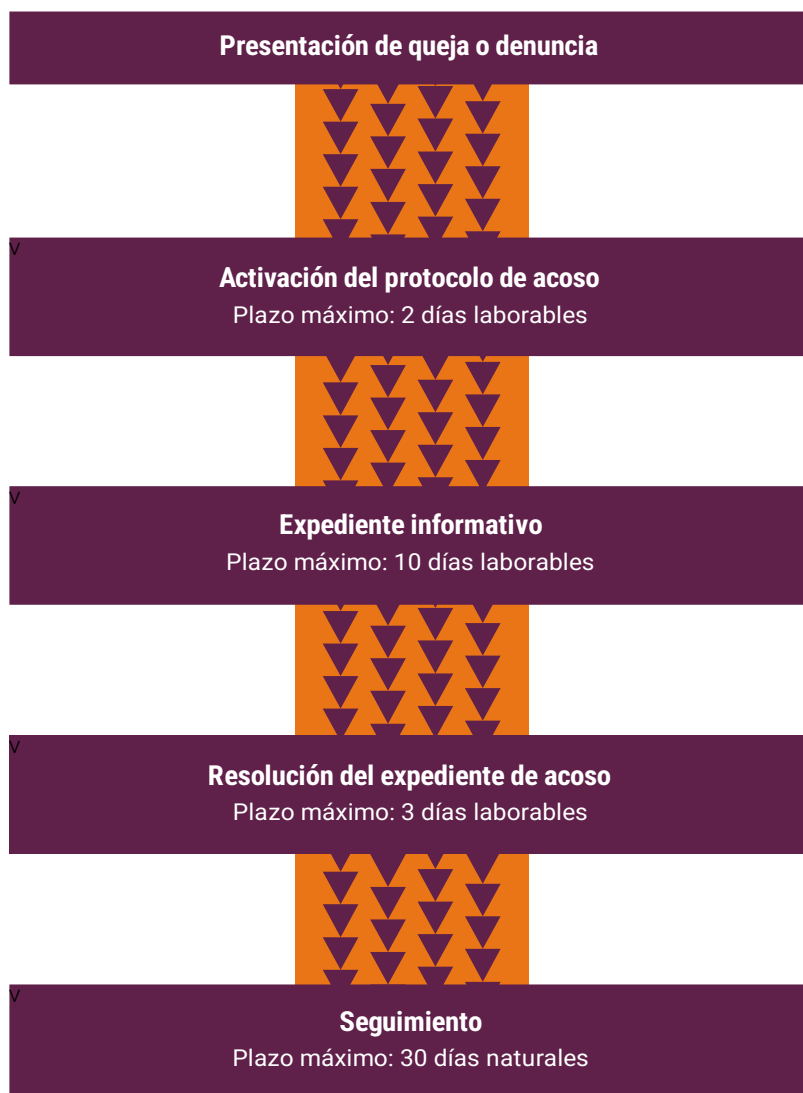 Presentación de queja o denuncia
V
Activación del protocolo de acoso
Plazo máximo: 2 días laborables
V
Expediente informativo
Plazo máximo: 10 días laborables
V
Resolución del expediente de acoso
Plazo máximo: 3 días laborables
V
Seguimiento
Plazo máximo: 30 días naturales